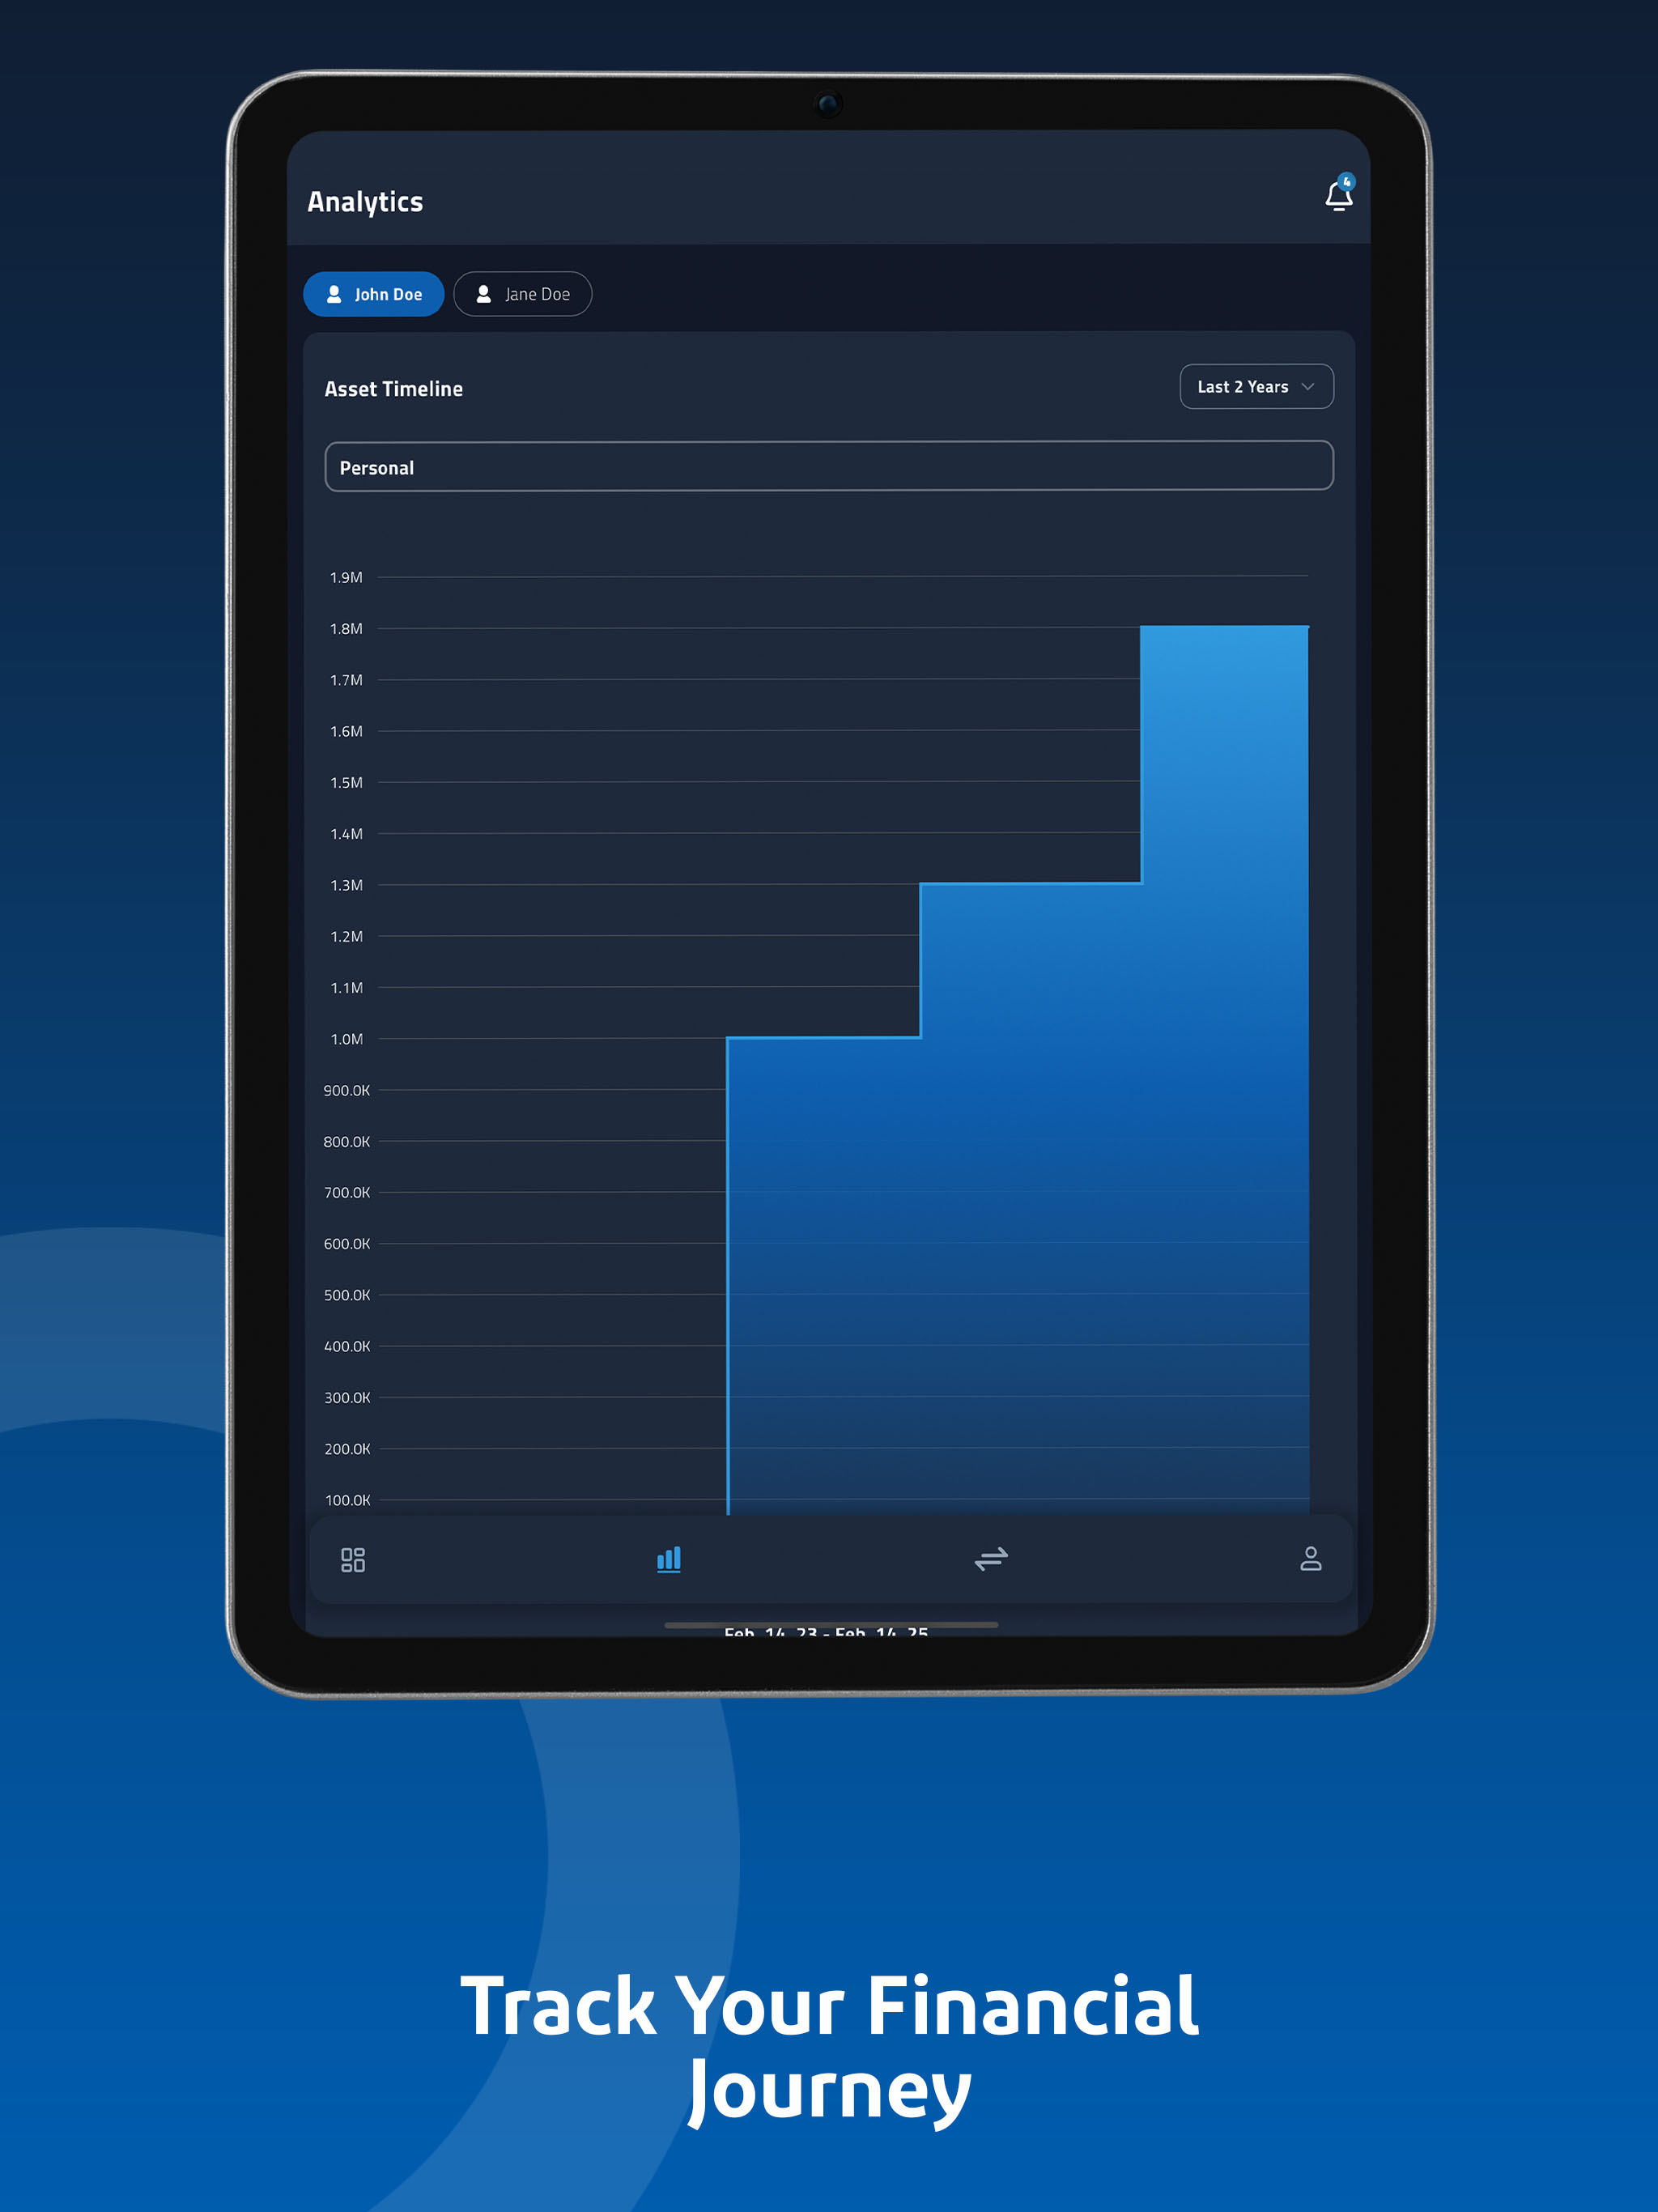 Analytics
4
John Doe
Jane Doe
Asset Timeline
Last 2 Years
Personal
1.9M
1.8M
1.7M
1.6M
1.5M
1.4M
1.3M
1.2M
1.1M
1.0M
900.0K
800.0K
700.0K
600.0K
500.0K
400.0K
300.0K
200.0K
100.0K
Feb. 14, 23 - Feb. 14, 25
Track Your Financial
Journey